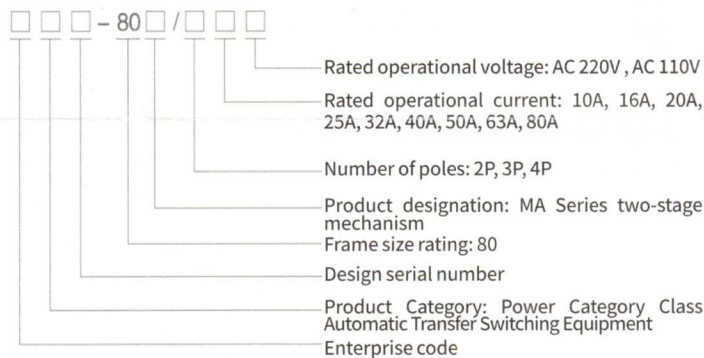 □ □ □ - 80 □ / □ □ □
Rated operational voltage: AC 220V , AC 110V
Rated operational current: 10A, 16A, 20A,
25A, 32A, 40A, 50A, 63A, 80A
Number of poles: 2P, 3P, 4P
Product designation: MA Series two-stage
mechanism
Frame size rating: 80
Design serial number
Product Category: Power Category Class
Automatic Transfer Switching Equipment
Enterprise code